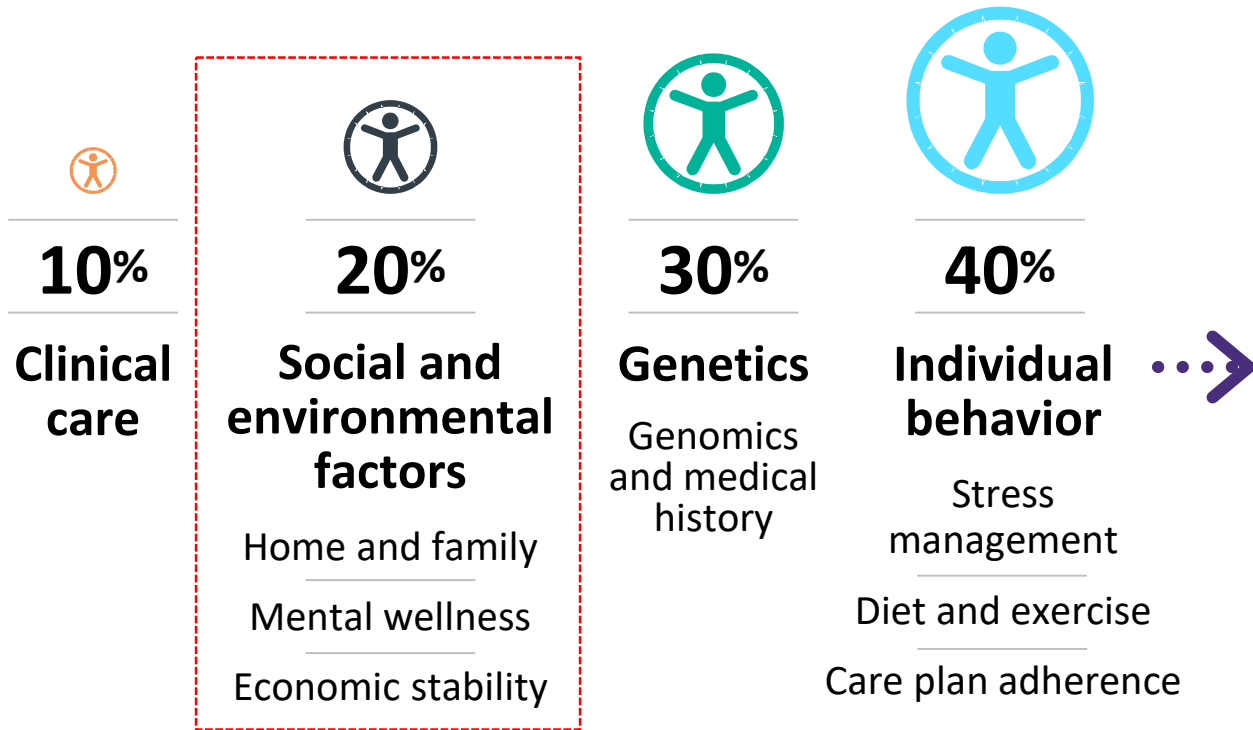 10%
Clinical
care
20%
Social and
environmental
factors
Home and family
Mental wellness
Economic stability
30%
Genetics
Genomics
and medical
history
40%
Individual
behavior
Stress
management
Diet and exercise
Care plan adherence